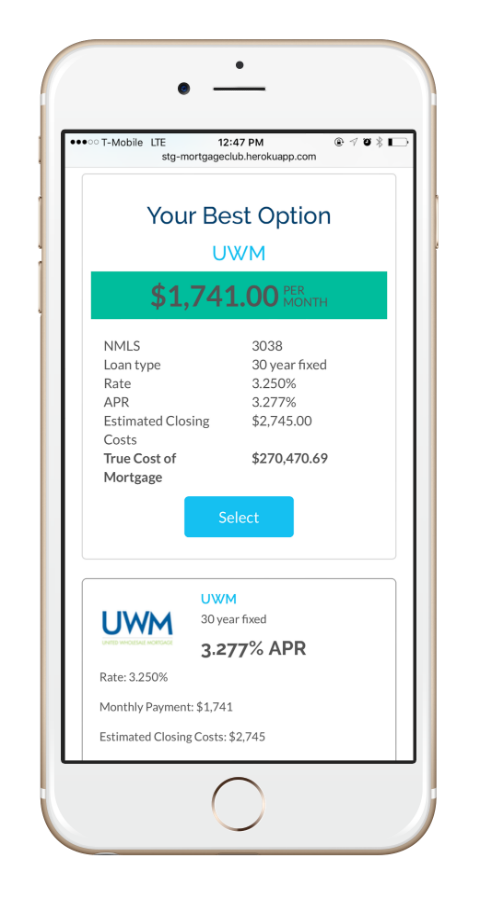 T-Mobile LTE 12:47 PM
stg-mortgageclub.herokuapp.com
Your Best Option
UWM
$1,741.00 PER MONTH
NMLS 3038
Loan type 30 year fixed
Rate 3.250%
APR 3.277%
Estimated Closing Costs $2,745.00
True Cost of Mortgage $270,470.69
Select
UWM
UNITED WHOLESALE MORTGAGE
UWM
30 year fixed
3.277% APR
Rate: 3.250%
Monthly Payment: $1,741
Estimated Closing Costs: $2,745